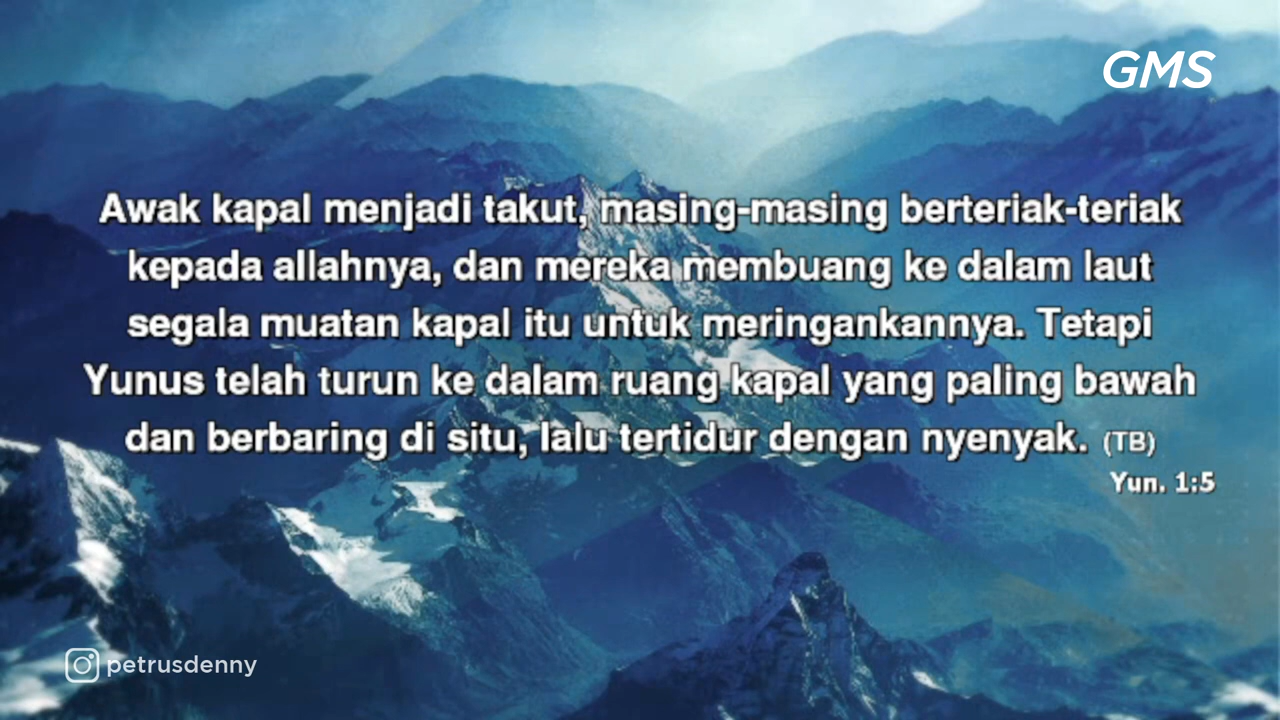 GMS
Awak kapal menjadi takut, masing-masing berteriak-teriak
kepada allahnya, dan mereka membuang ke dalam laut
segala muatan kapal itu untuk meringankannya. Tetapi
Yunus telah turun ke dalam ruang kapal yang paling bawah
dan berbaring di situ, lalu tertidur dengan nyenyak. (TB)
Yun. 1:5
petrusdenny